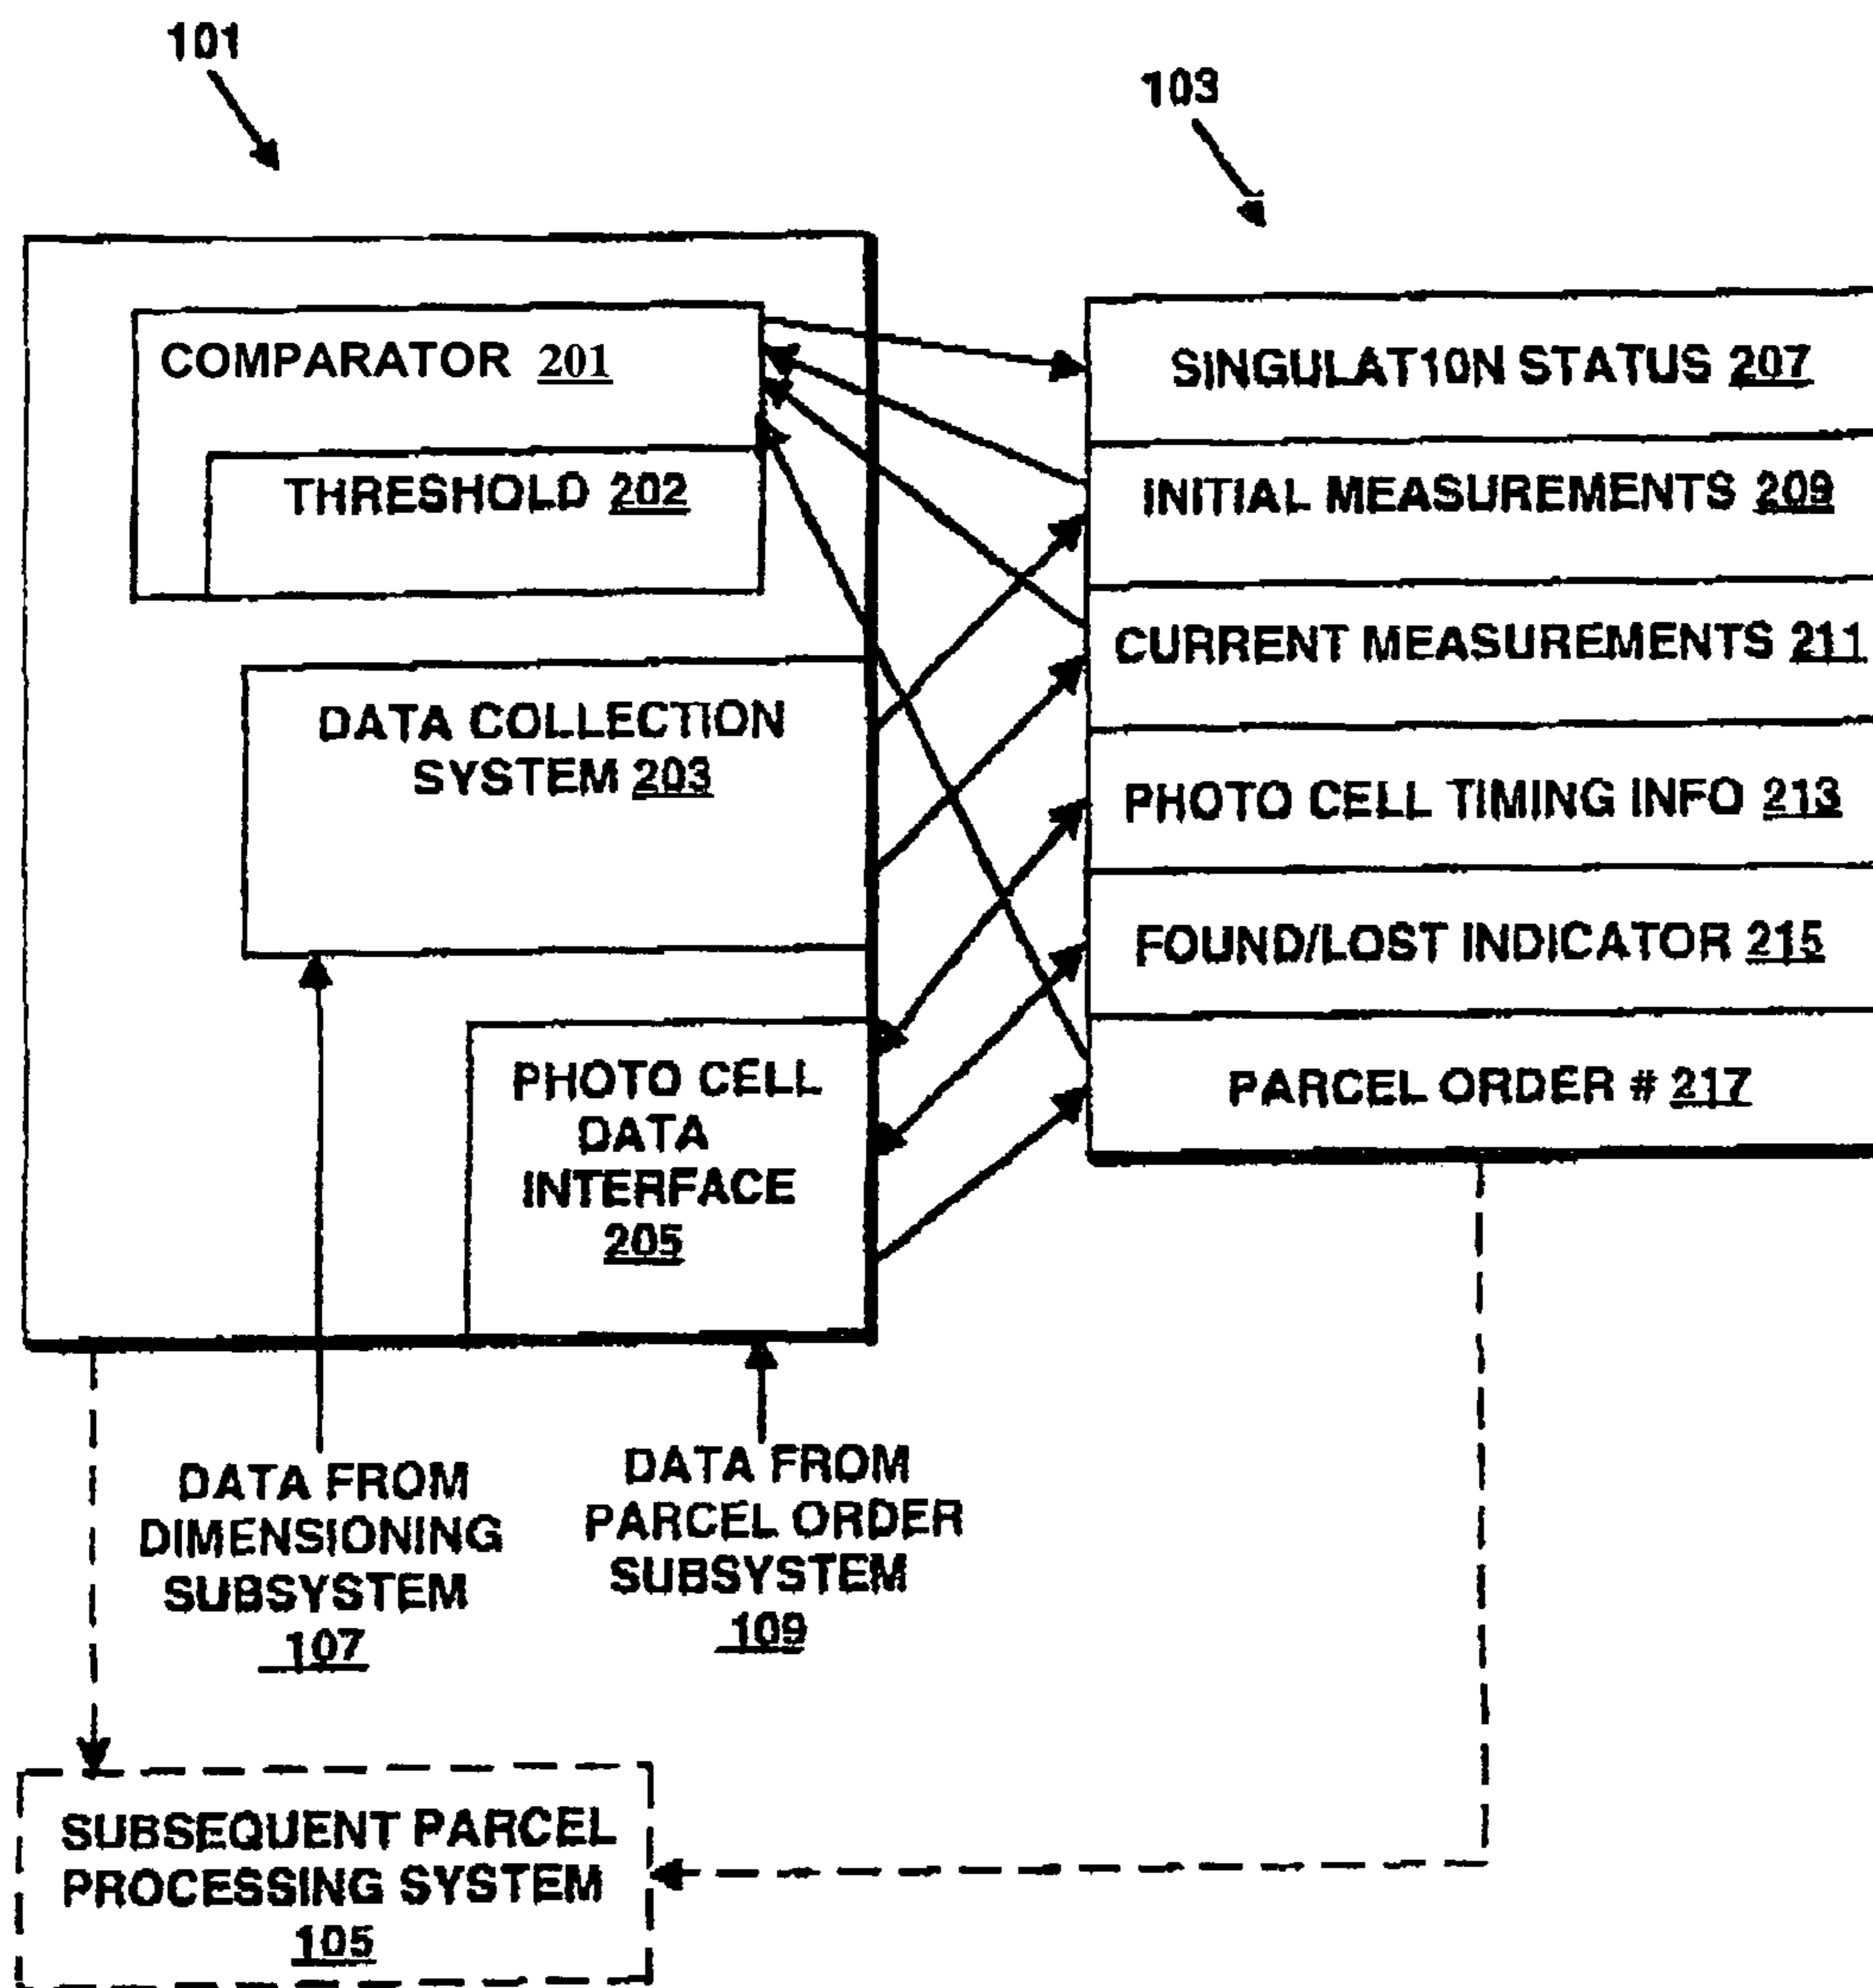 101
103
COMPARATOR 201
THRESHOLD 202
DATA COLLECTION
SYSTEM 203
PHOTO CELL
DATA
INTERFACE
205
SINGULAT10N STATUS 207
INITIAL MEASUREMENTS 209
CURRENT MEASUREMENTS 211
PHOTO CELL TIMING INFO 213
FOUND/LOST INDICATOR 215
PARCEL ORDER # 217
DATA FROM
DIMENSIONING
SUBSYSTEM
107
DATA FROM
PARCEL ORDER
SUBSYSTEM
109
SUBSEQUENT PARCEL
PROCESSING SYSTEM
105